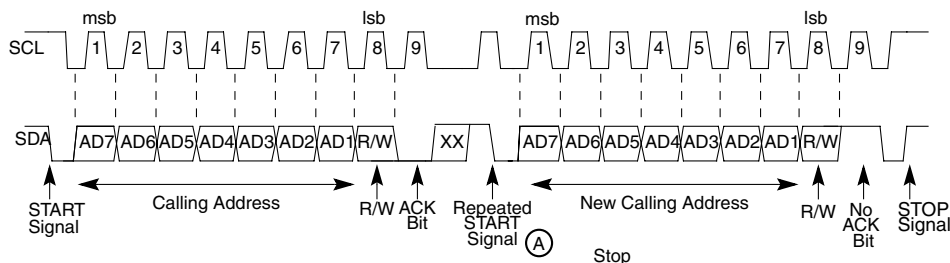 msb lsb msb lsb
SCL 1 2 3 4 5 6 7 8 9 1 2 3 4 5 6 7 8 9
SDA AD7 AD6 AD5 AD4 AD3 AD2 AD1 R/W XX AD7 AD6 AD5 AD4 AD3 AD2 AD1 R/W
START
Signal
Calling Address
R/W
ACK
Bit
Repeated
START
Signal
A
New Calling Address
R/W
No
ACK
Bit
STOP
Signal
Stop